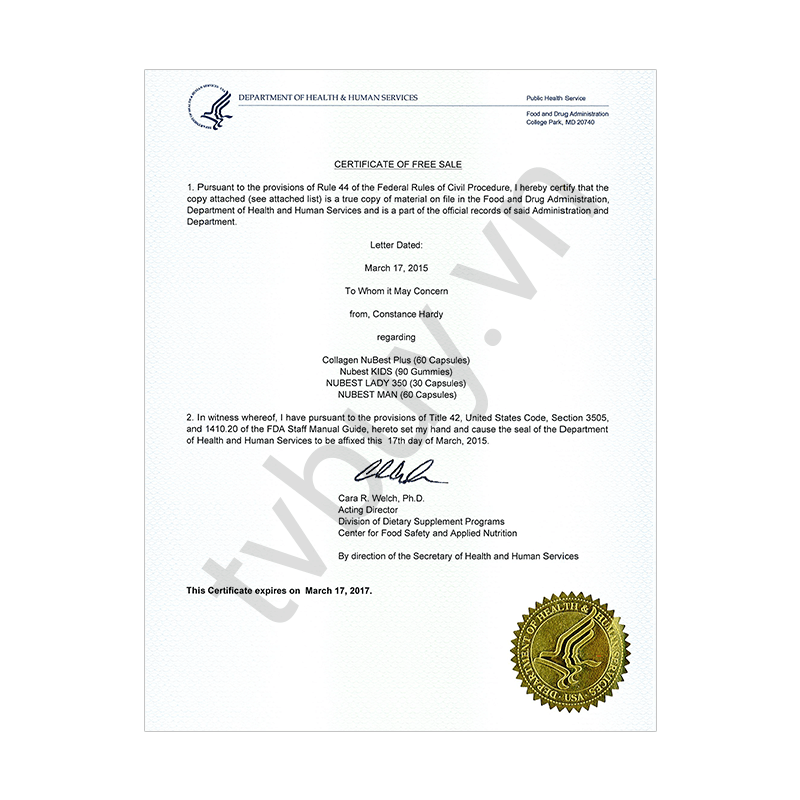 DEPARTMENT OF HEALTH & HUMAN SERVICES
Public Health Service
Food and Drug Administration
College Park, MD 20740
CERTIFICATE OF FREE SALE
1. Pursuant to the provisions of Rule 44 of the Federal Rules of Civil Procedure, I hereby certify that the
copy attached (see attached list) is a true copy of material on file in the Food and Drug Administration,
Department of Health and Human Services and is a part of the official records of said Administration and
Department.
Letter Dated:
March 17, 2015
To Whom it May Concern
from, Constance Hardy
regarding
Collagen NuBest Plus (60 Capsules)
Nubest KIDS (90 Gummies)
NUBEST LADY 350 (30 Capsules)
NUBEST MAN (60 Capsules)
2. In witness whereof, I have pursuant to the provisions of Title 42, United States Code, Section 3505,
and 1410.20 of the FDA Staff Manual Guide, hereto set my hand and cause the seal of the Department
of Health and Human Services to be affixed this 17th day of March, 2015.
Cara R. Welch, Ph.D.
Acting Director
Division of Dietary Supplement Programs
Center for Food Safety and Applied Nutrition
By direction of the Secretary of Health and Human Services
This Certificate expires on March 17, 2017.
DEPARTMENT OF HEALTH & HUMAN SERVICES · USA ·
tvbuy.vn